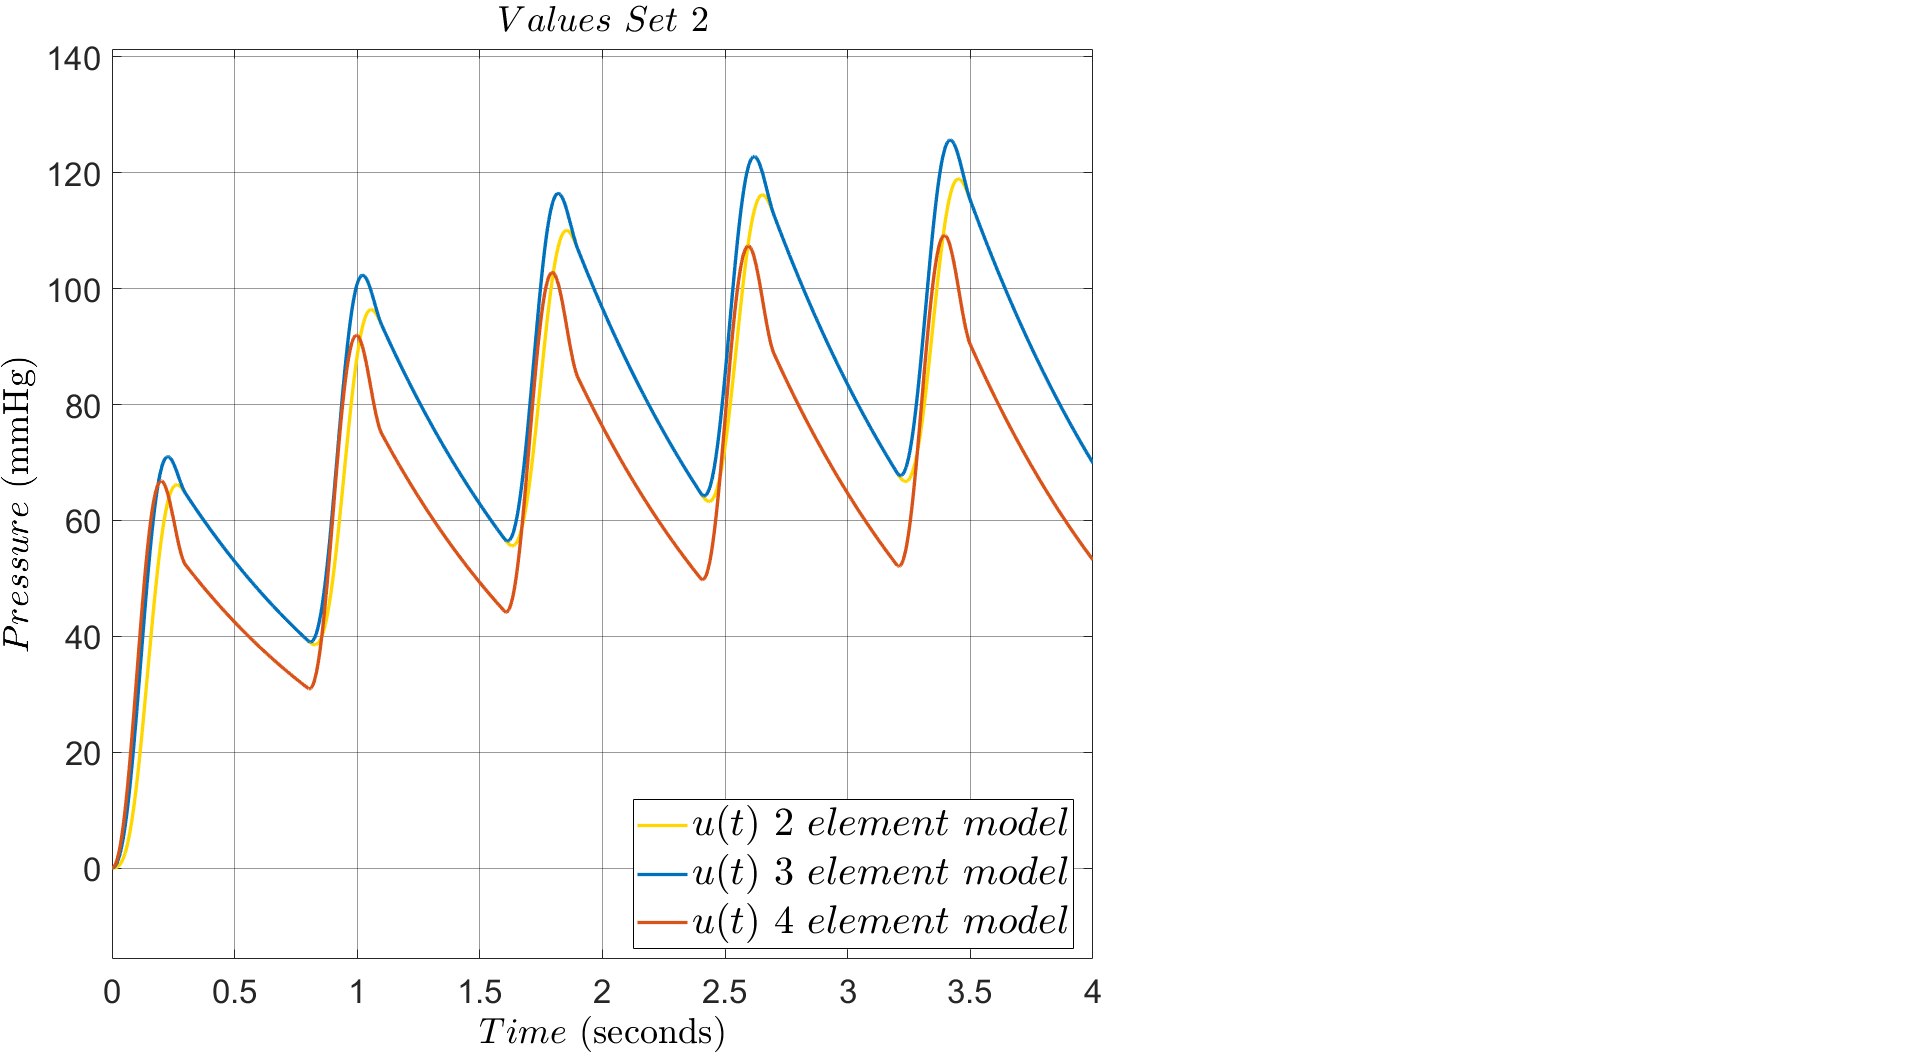 Values Set 2
140
120
100
80
60
40
20
0
Pressure (mmHg)
u(t) 2 element model
u(t) 3 element model
u(t) 4 element model
0 0.5 1 1.5 2 2.5 3 3.5 4
Time (seconds)